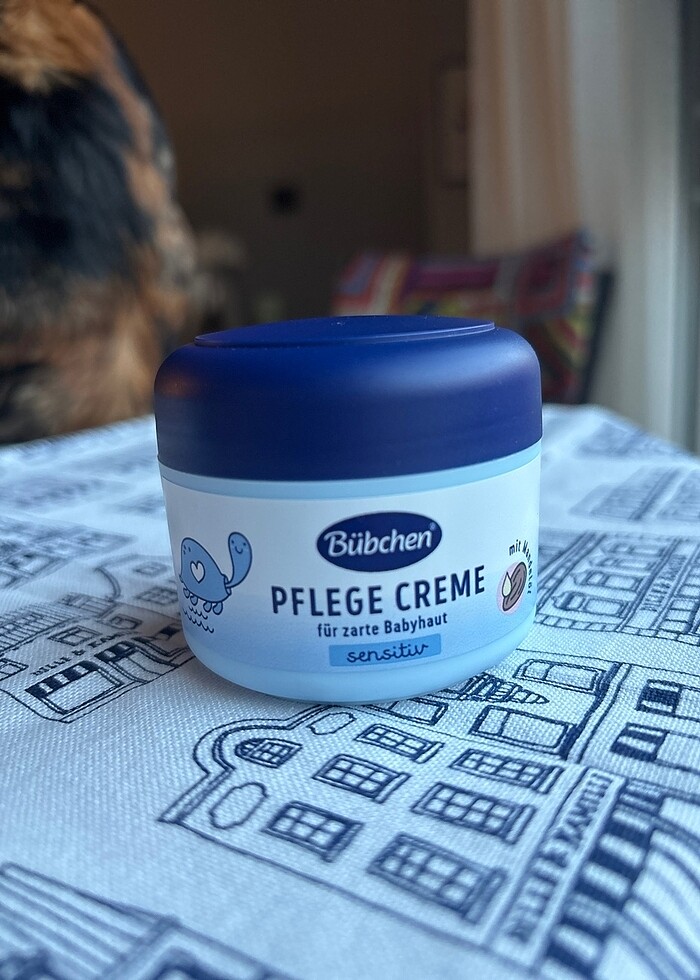 Bübchen®
PFLEGE CREME
für zarte Babyhaut
sensitiv
mit